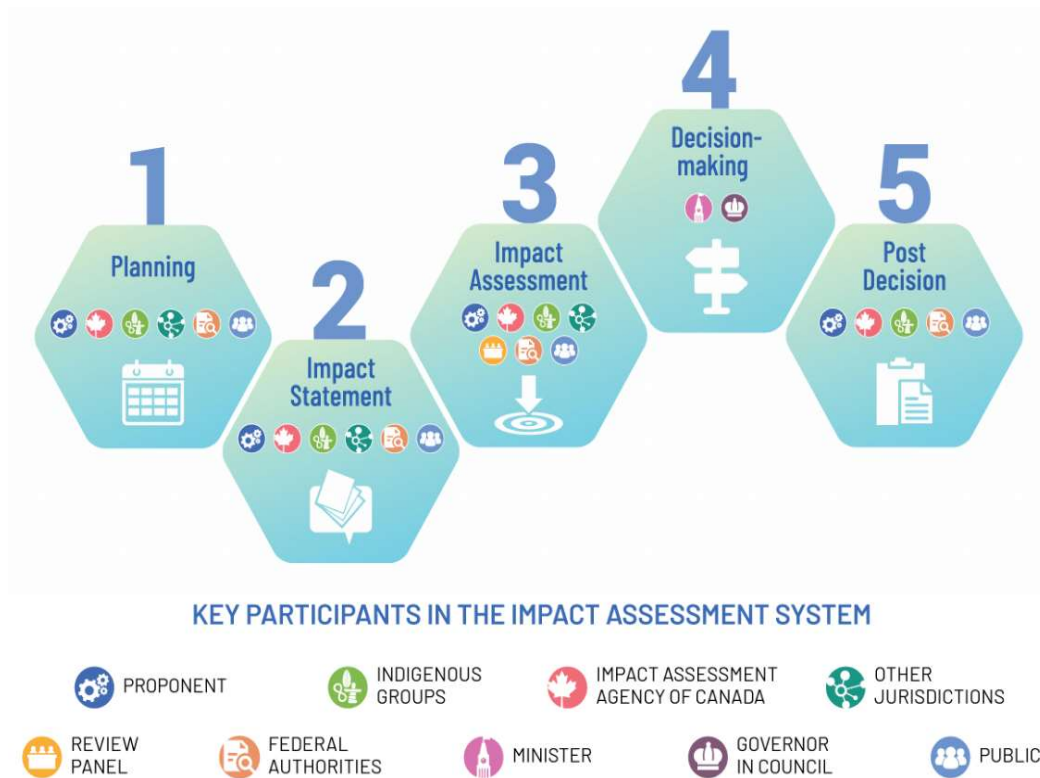 1
Planning
2
Impact
Statement
3
Impact
Assessment
4
Decision-
making
5
Post
Decision
KEY PARTICIPANTS IN THE IMPACT ASSESSMENT SYSTEM
PROPONENT
INDIGENOUS
GROUPS
IMPACT ASSESSMENT
AGENCY OF CANADA
OTHER
JURISDICTIONS
REVIEW
PANEL
FEDERAL
AUTHORITIES
MINISTER
GOVERNOR
IN COUNCIL
PUBLIC